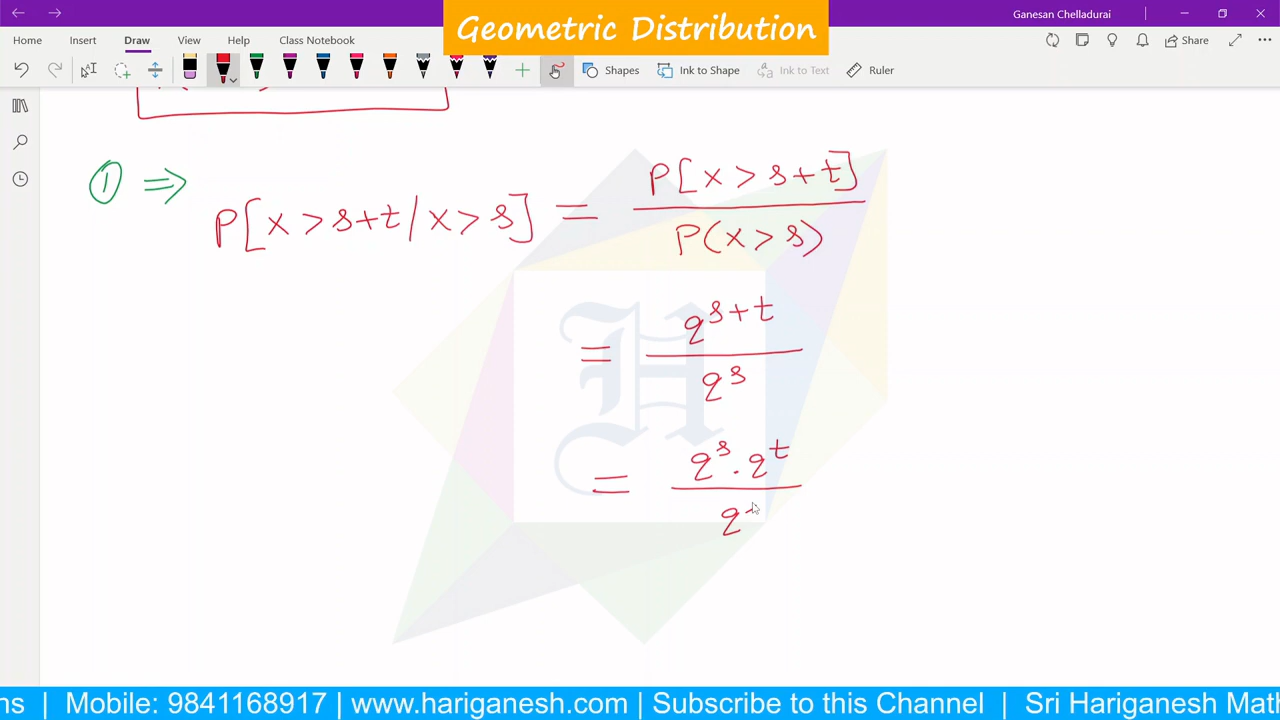 Geometric Distribution
Ganesan Chelladurai
Home Insert Draw View Help Class Notebook
Share
Shapes Ink to Shape Ink to Text Ruler
① ⇒
P[x > s+t / x > s] = P[x > s+t] / P(x > s)
= q^{s+t} / q^s
= q^s . q^t / q
ns | Mobile: 9841168917 | www.hariganesh.com | Subscribe to this Channel | Sri Hariganesh Mat